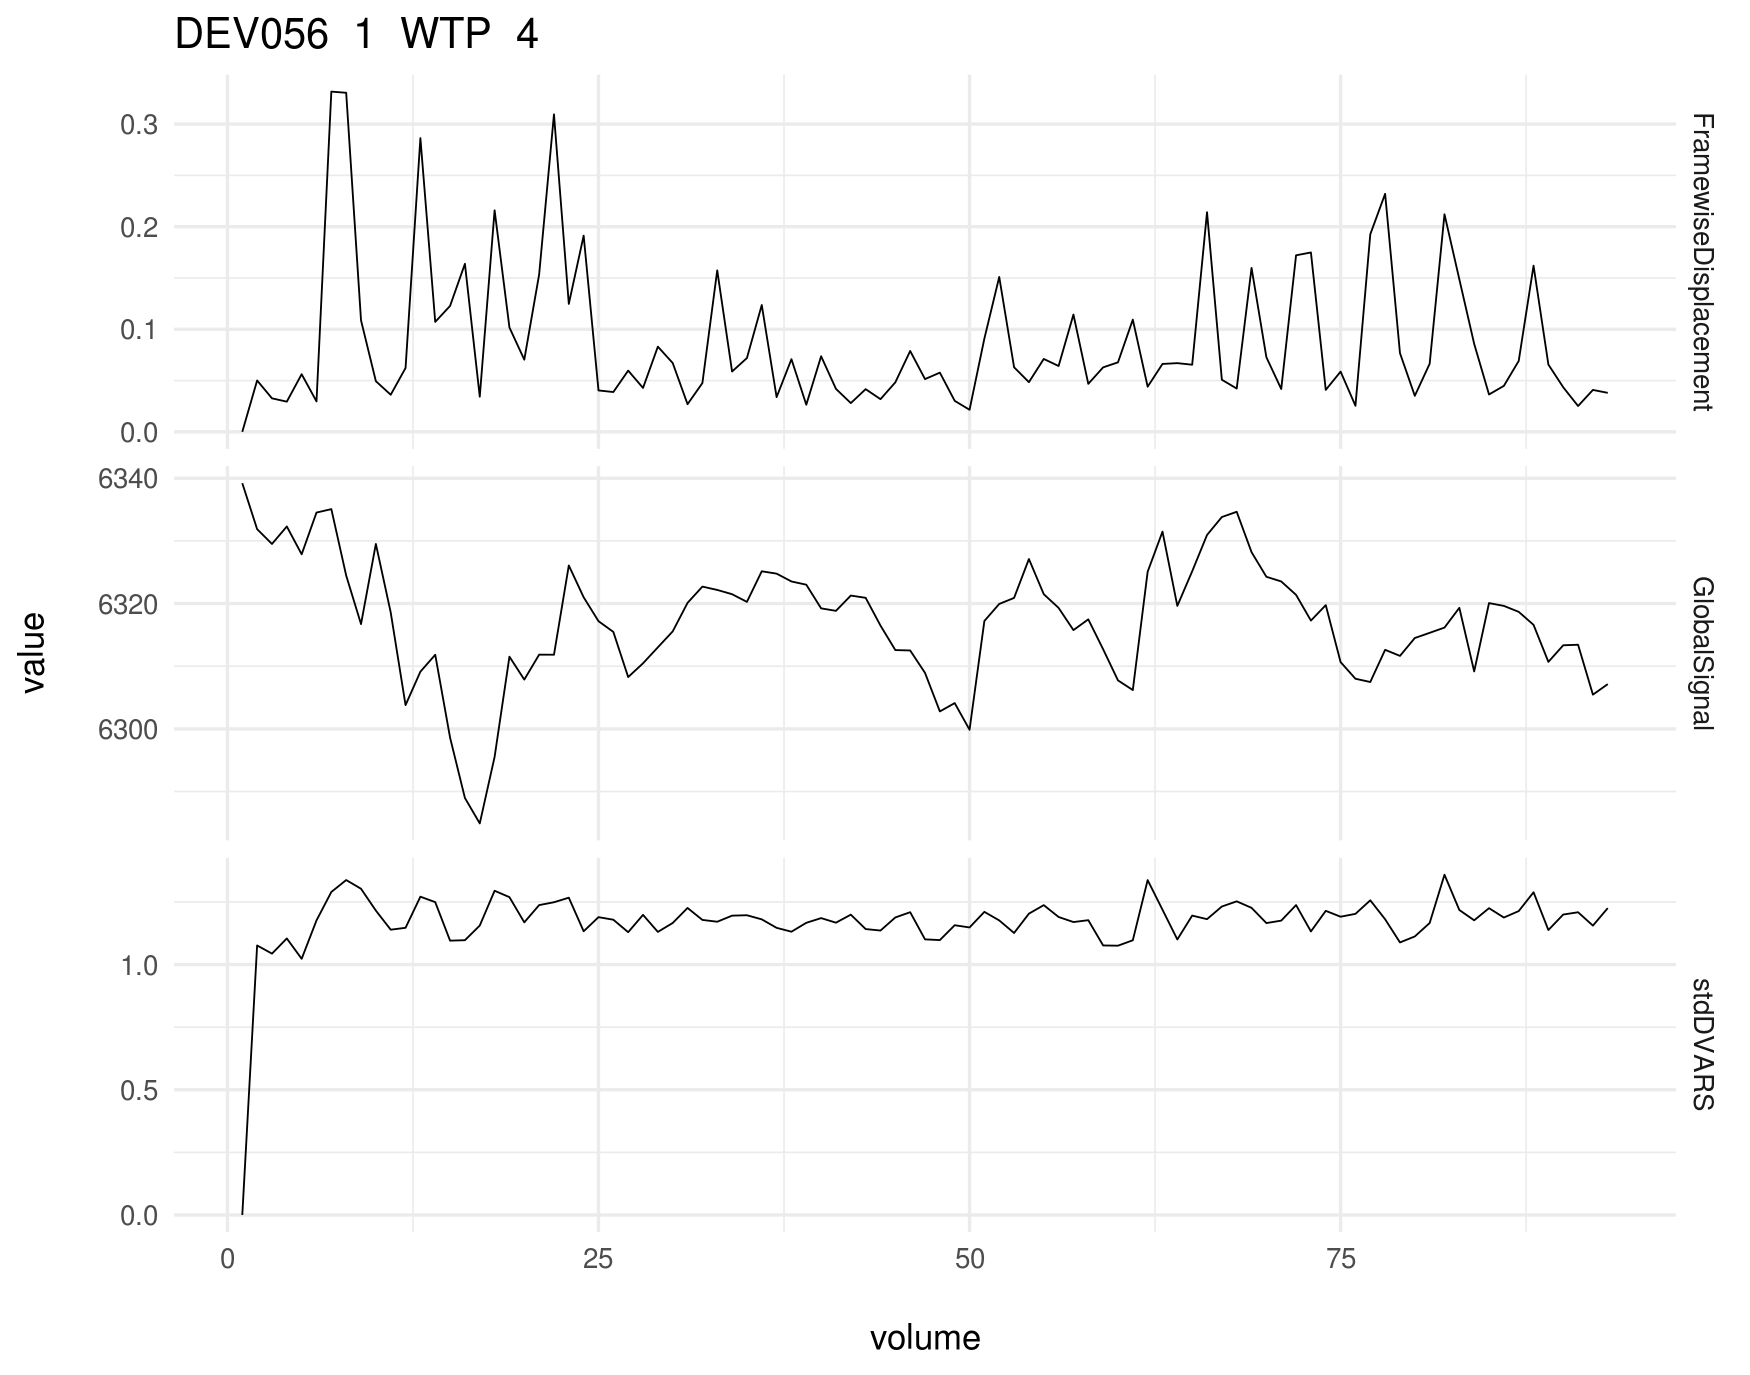 DEV056 1 WTP 4
0.3
0.2
0.1
0.0
FramewiseDisplacement
6340
6320
6300
GlobalSignal
value
1.0
0.5
0.0
stdDVARS
0 25 50 75
volume